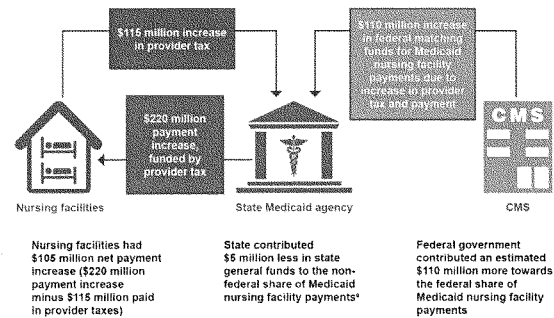 $115 million increase
in provider tax
$110 million increase
in federal matching
funds for Medicaid
nursing facility
payments due to
increase in provider
tax and payment
$220 million
payment
increase,
funded by
provider tax
CMS
Nursing facilities
State Medicaid agency
CMS
Nursing facilities had
$105 million net payment
increase ($220 million
payment increase
minus $115 million paid
in provider taxes)
State contributed
$5 million less in state
general funds to the non-
federal share of Medicaid
nursing facility payments
Federal government
contributed an estimated
$110 million more towards
the federal share of
Medicaid nursing facility
payments